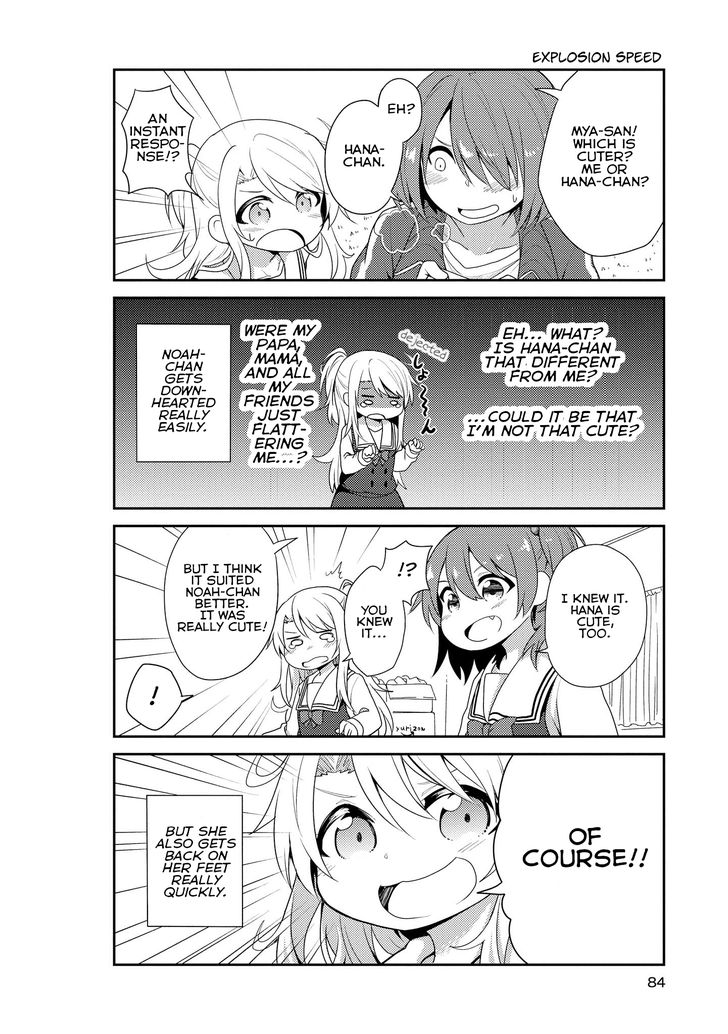 EXPLOSION SPEED
MYA-SAN!
WHICH IS
CUTER?
ME OR
HANA-CHAN?
EH?
HANA-
CHAN.
AN
INSTANT
RESPO-
NSE!?
EH... WHAT?
IS HANA-CHAN
THAT DIFFERENT
FROM ME?
...COULD IT BE THAT
I'M NOT THAT CUTE?
dejected
しょ〜〜ん
WERE MY
PAPA,
MAMA,
AND ALL
MY
FRIENDS
JUST
FLATT-
ERING
ME...?
NOAH-
CHAN
GETS
DOWN-
HEARTED
REALLY
EASILY.
I KNEW IT.
HANA IS
CUTE,
TOO.
!?
YOU
KNEW
IT...
BUT I THINK
IT SUITED
NOAH-CHAN
BETTER.
IT WAS
REALLY CUTE!
!
yurizon
OF
COURSE!!
BUT SHE
ALSO GETS
BACK ON
HER FEET
REALLY
QUICKLY.
84